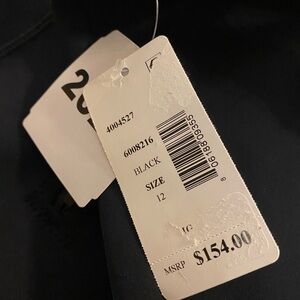 4004527
6008216
BLACK
SIZE
12
MSRP $154.00